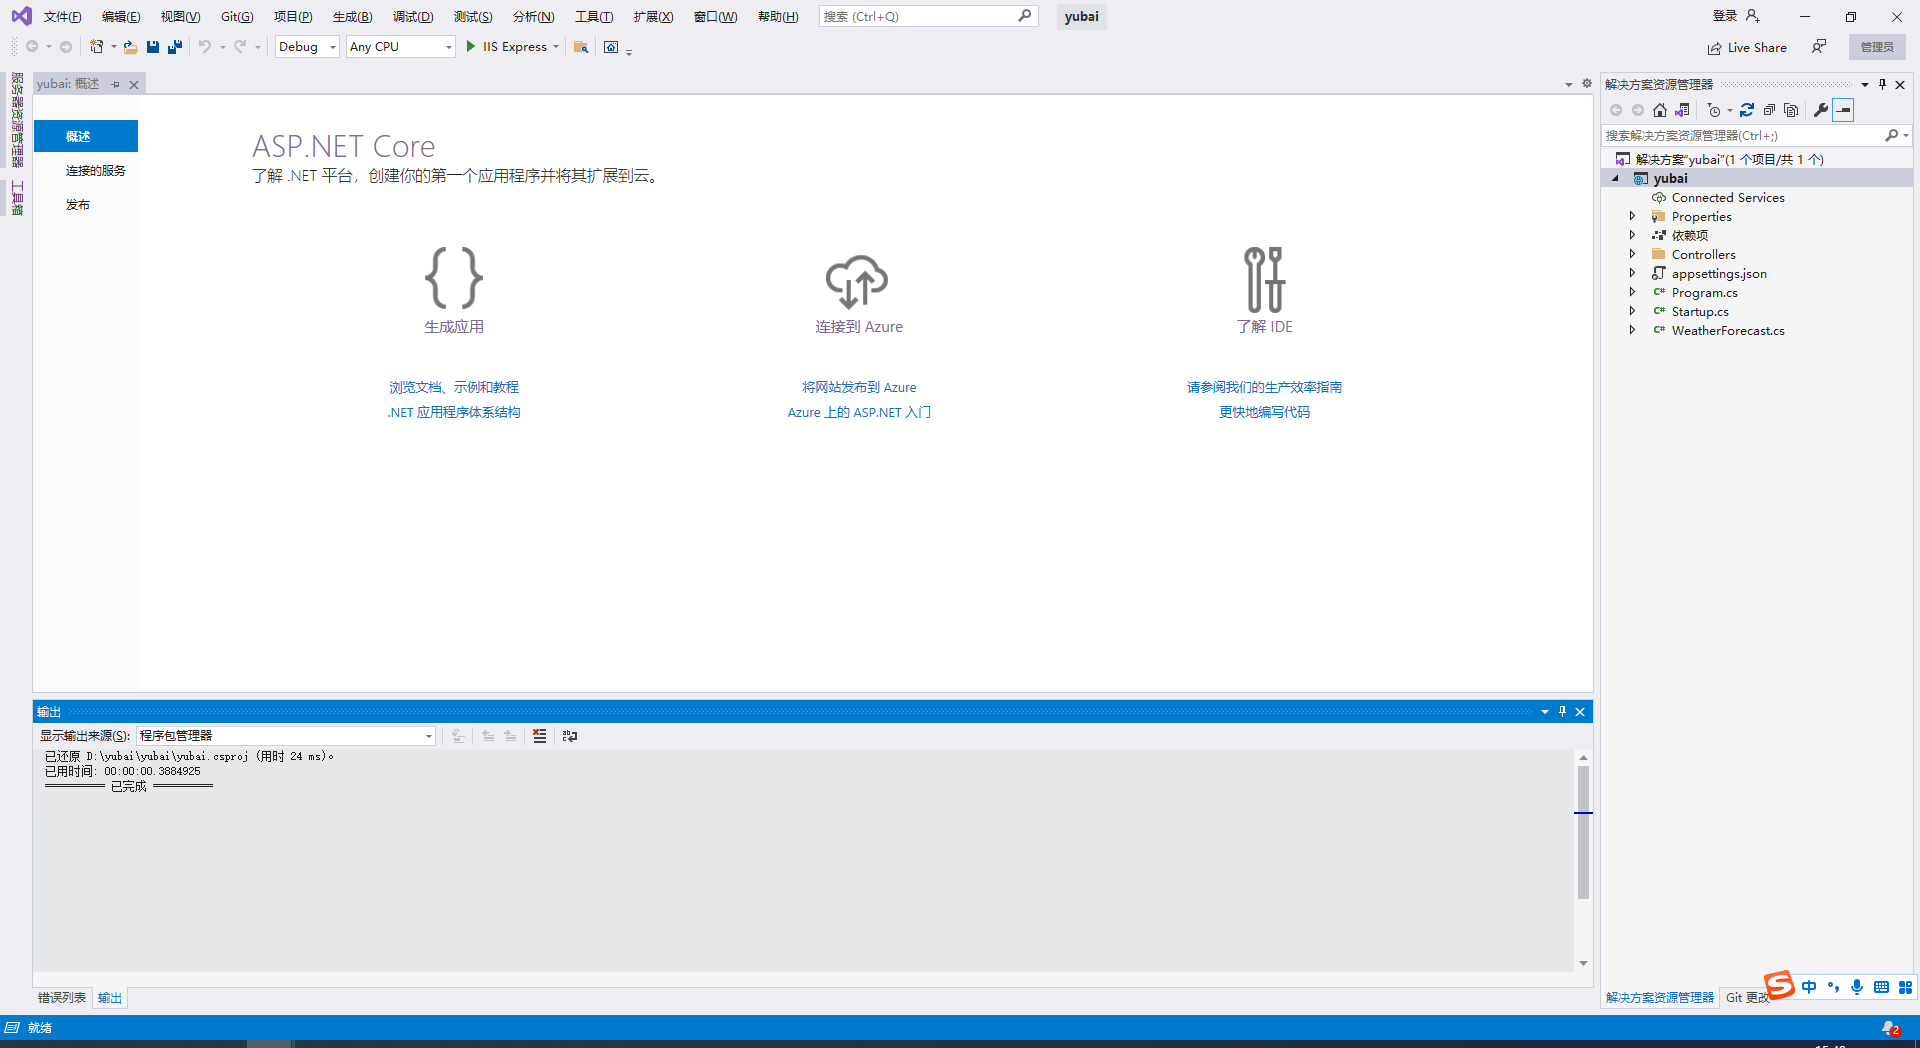 文件(F) 编辑(E) 视图(V) Git(G) 项目(P) 生成(B) 调试(D) 测试(S) 分析(N) 工具(T) 扩展(X) 窗口(W) 帮助(H) 搜索 (Ctrl+Q) yubai 登录
Debug Any CPU IIS Express Live Share 管理员
服务器资源管理器
工具箱
yubai: 概述
概述
连接的服务
发布
ASP.NET Core
了解 .NET 平台，创建你的第一个应用程序并将其扩展到云。
生成应用
浏览文档、示例和教程
.NET 应用程序体系结构
连接到 Azure
将网站发布到 Azure
Azure 上的 ASP.NET 入门
了解 IDE
请参阅我们的生产效率指南
更快地编写代码
输出
显示输出来源(S): 程序包管理器
已还原 D:\yubai\yubai\yubai.csproj (用时 24 ms)。
已用时间: 00:00:00.3884925
========== 已完成 ==========
错误列表 输出
解决方案资源管理器
搜索解决方案资源管理器(Ctrl+;)
解决方案"yubai"(1 个项目/共 1 个)
yubai
Connected Services
Properties
依赖项
Controllers
appsettings.json
C# Program.cs
C# Startup.cs
C# WeatherForecast.cs
解决方案资源管理器 Git 更改
中
就绪
2